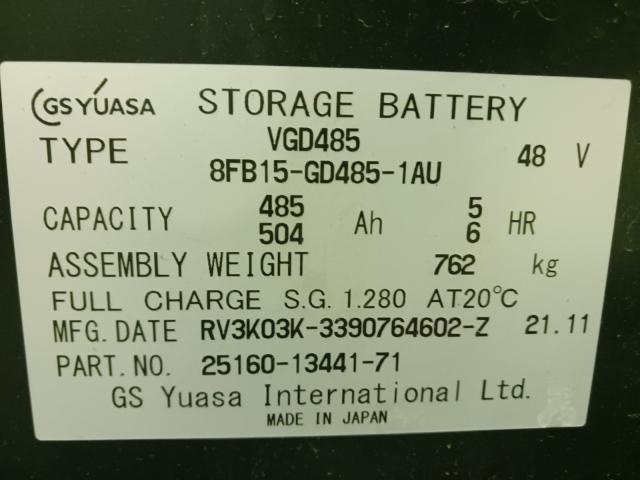 GS YUASA STORAGE BATTERY
TYPE VGD485 48 V
8FB15-GD485-1AU
CAPACITY 485 Ah 5 HR
504 6
ASSEMBLY WEIGHT 762 kg
FULL CHARGE S.G. 1.280 AT20℃
MFG. DATE RV3K03K-3390764602-Z 21.11
PART. NO. 25160-13441-71
GS Yuasa International Ltd.
MADE IN JAPAN